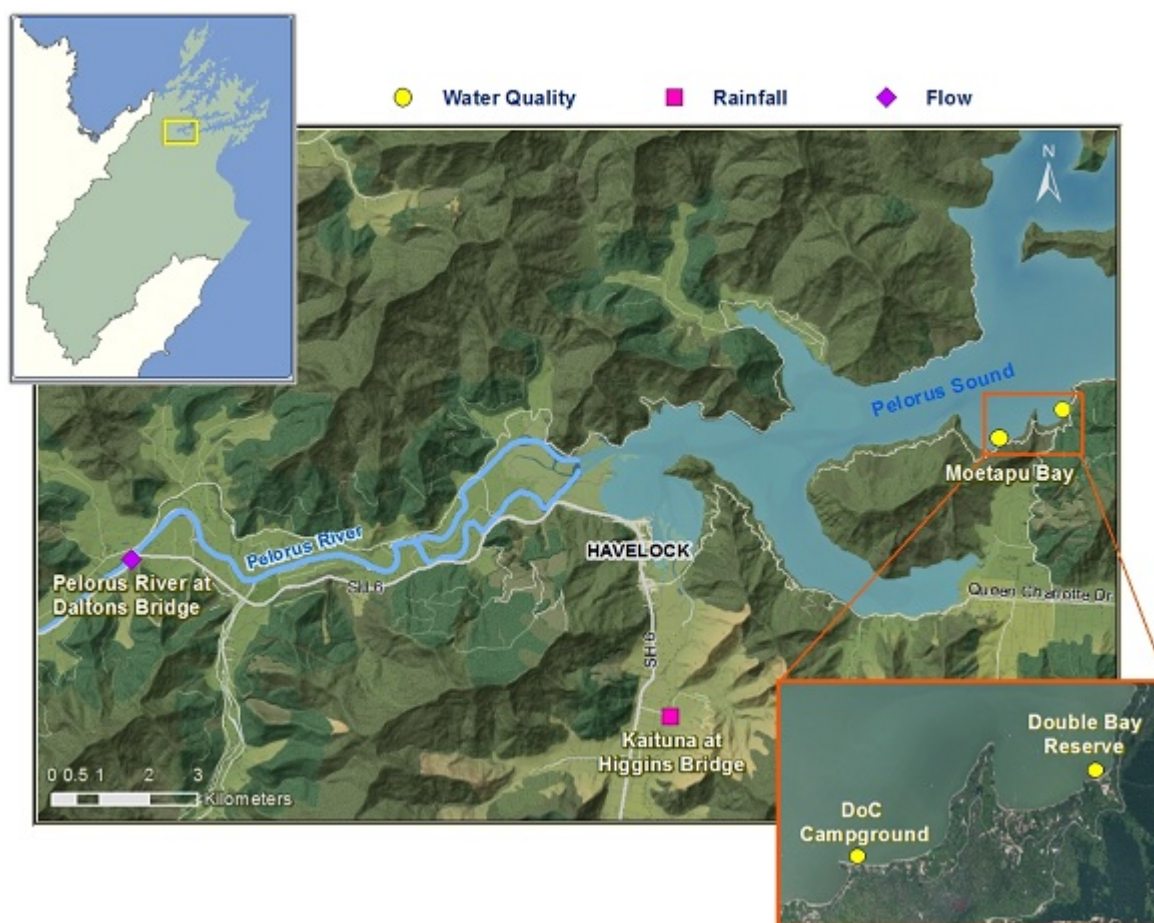 Water Quality
Rainfall
Flow
N
Pelorus Sound
Moetapu Bay
Pelorus River
HAVELOCK
Pelorus River at
Daltons Bridge
SH 6
Queen Charlotte Dr
SH 6
Kaituna at
Higgins Bridge
0 0.5 1 2 3
Kilometers
Double Bay
Reserve
DoC
Campground